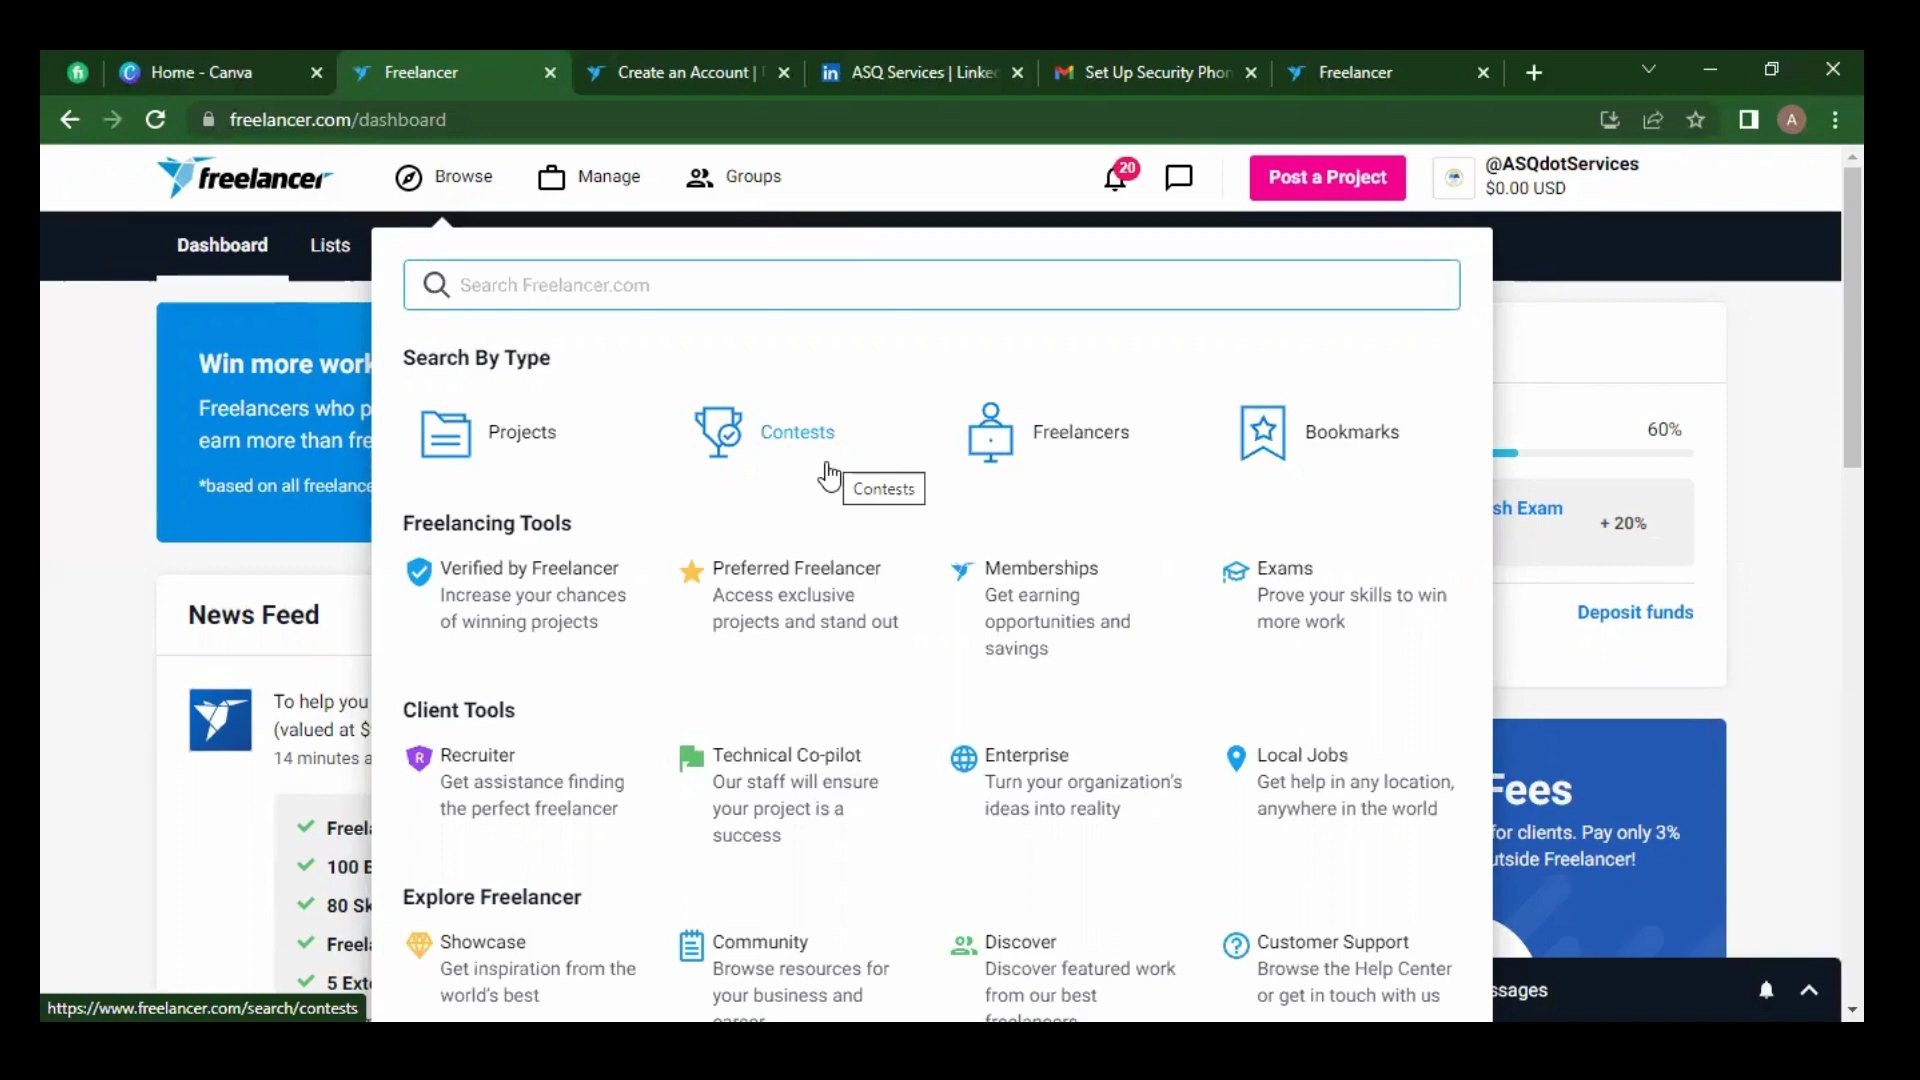 Home - Canva
Freelancer
Create an Account |
ASQ Services | Linke
Set Up Security Phon
Freelancer
freelancer.com/dashboard
A
freelancer
Browse
Manage
Groups
20
Post a Project
@ASQdotServices
$0.00 USD
Dashboard
Lists
Search Freelancer.com
Win more work
Freelancers who p
earn more than fre
*based on all freelance
Search By Type
Projects
Contests
Freelancers
Bookmarks
Contests
60%
sh Exam
+ 20%
Deposit funds
Freelancing Tools
Verified by Freelancer
Increase your chances
of winning projects
Preferred Freelancer
Access exclusive
projects and stand out
Memberships
Get earning
opportunities and
savings
Exams
Prove your skills to win
more work
News Feed
To help you
(valued at $
14 minutes a
Client Tools
R
Recruiter
Get assistance finding
the perfect freelancer
Technical Co-pilot
Our staff will ensure
your project is a
success
Enterprise
Turn your organization's
ideas into reality
Local Jobs
Get help in any location,
anywhere in the world
Fees
for clients. Pay only 3%
utside Freelancer!
Freela
100 B
80 Sk
Freel
5 Ext
Explore Freelancer
Showcase
Get inspiration from the
world's best
Community
Browse resources for
your business and
career
Discover
Discover featured work
from our best
freelancers
Customer Support
Browse the Help Center
or get in touch with us
ssages
https://www.freelancer.com/search/contests